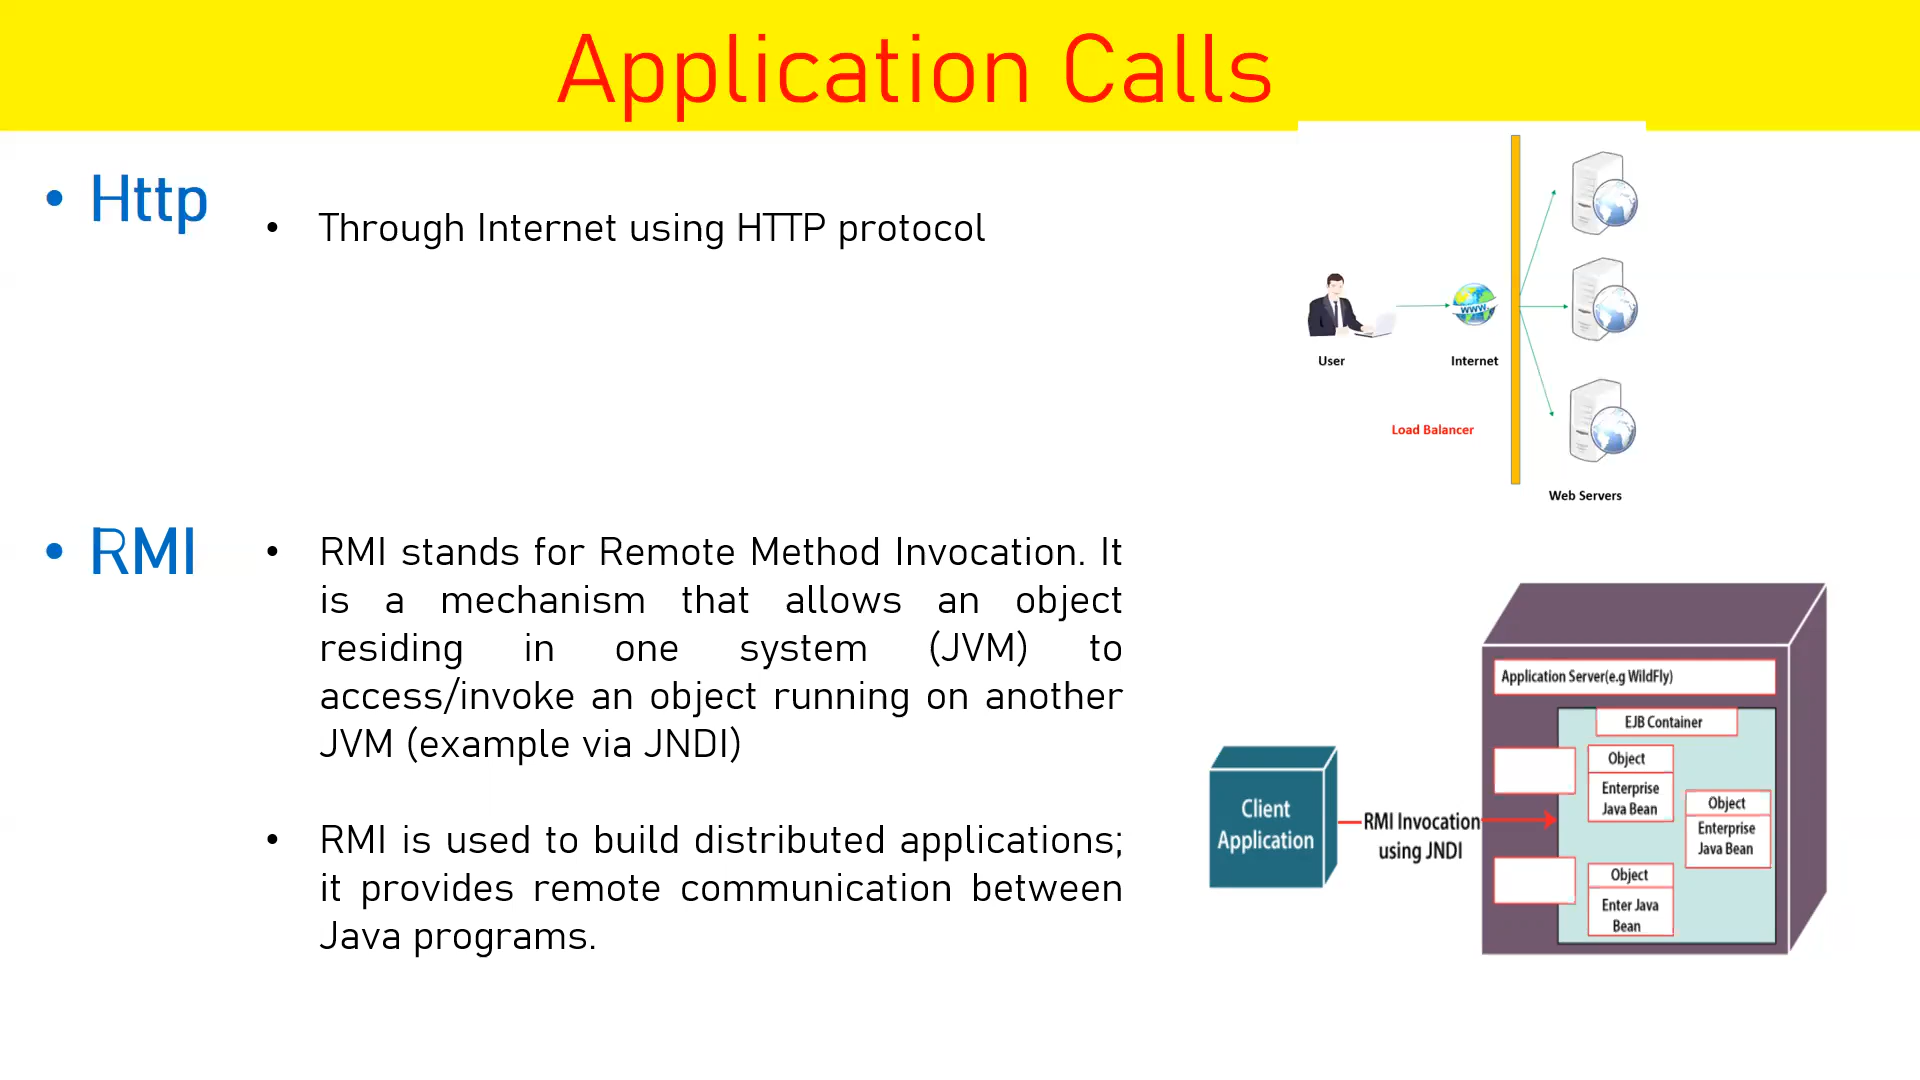 Application Calls
• Http
• Through Internet using HTTP protocol
WWW
User
Internet
Load Balancer
Web Servers
• RMI
• RMI stands for Remote Method Invocation. It
is a mechanism that allows an object
residing in one system (JVM) to
access/invoke an object running on another
JVM (example via JNDI)
• RMI is used to build distributed applications;
it provides remote communication between
Java programs.
Client
Application
RMI Invocation
using JNDI
Application Server(e.g WildFly)
EJB Container
Object
Enterprise
Java Bean
Object
Enterprise
Java Bean
Object
Enter Java
Bean